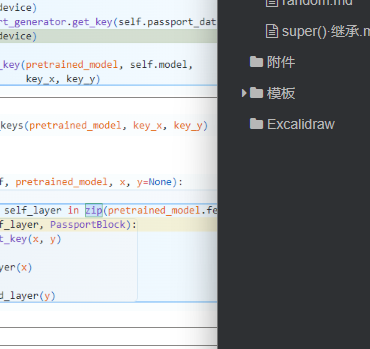 device)
rt_generator.get_key(self.passport_dat
device)
_key(pretrained_model, self.model,
key_x, key_y)
_keys(pretrained_model, key_x, key_y)
f, pretrained_model, x, y=None):
self_layer in zip(pretrained_model.fe
f_layer, PassportBlock):
t_key(x, y)
yer(x)
d_layer(y)
random.md
super()·继承.m
附件
模板
Excalidraw